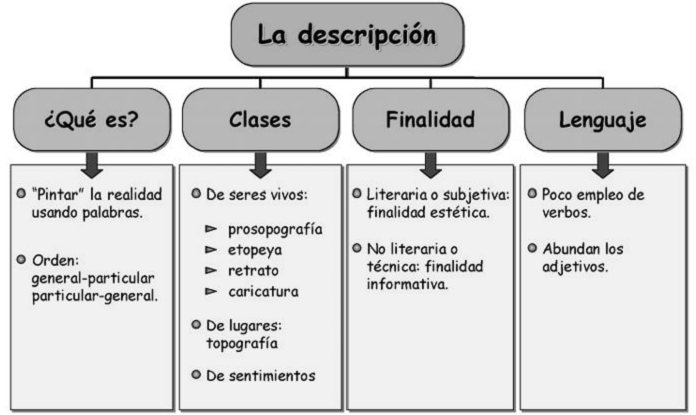 La descripción
¿Qué es?
Clases
Finalidad
Lenguaje
"Pintar" la realidad
usando palabras.
Orden:
general-particular
particular-general.
De seres vivos:
prosopografía
etopeya
retrato
caricatura
De lugares:
topografía
De sentimientos
Literaria o subjetiva:
finalidad estética.
No literaria o
técnica: finalidad
informativa.
Poco empleo de
verbos.
Abundan los
adjetivos.